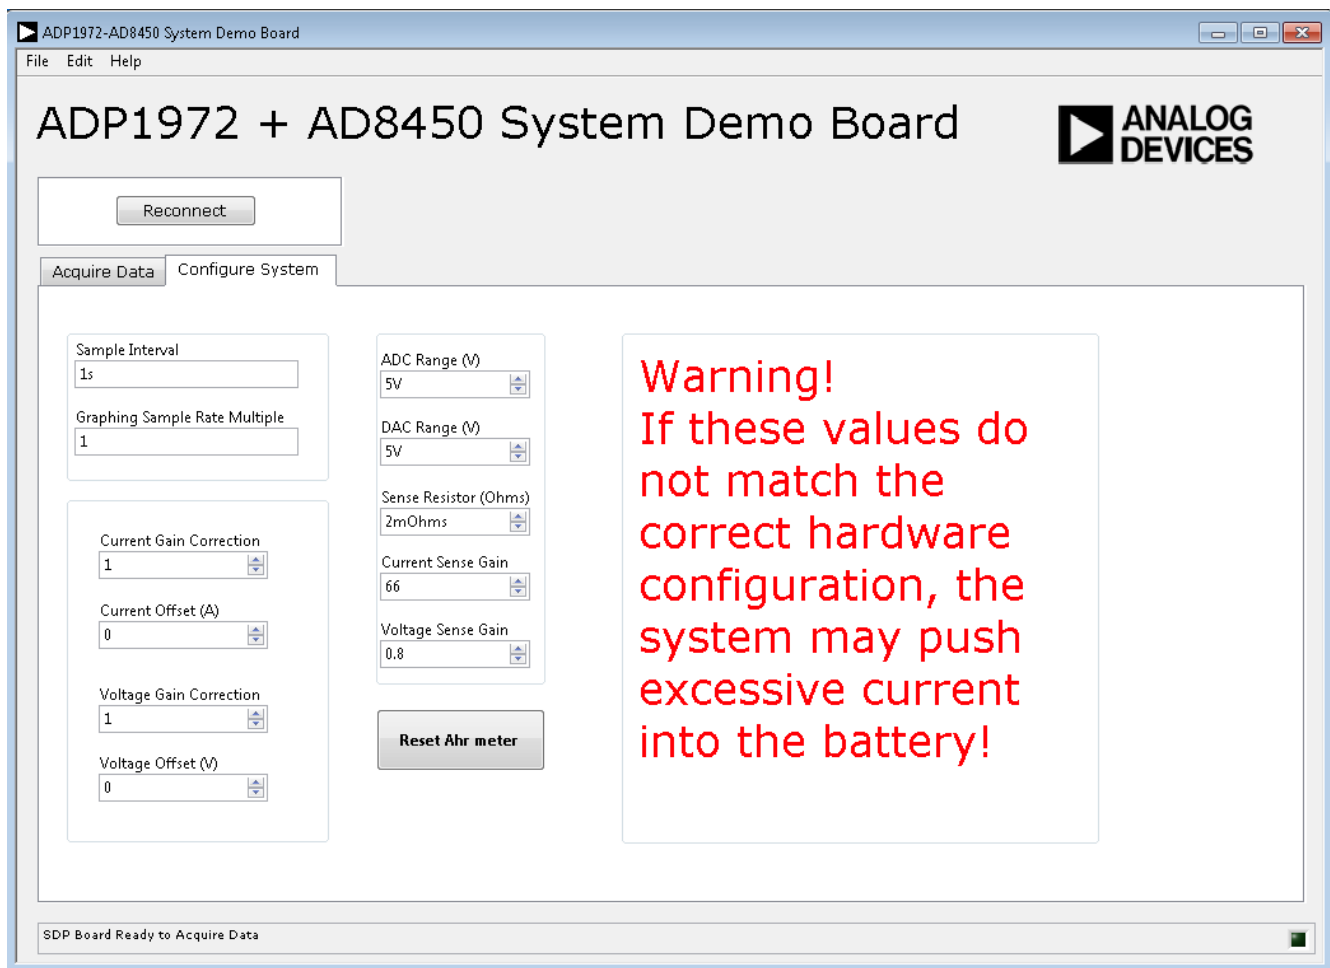 ADP1972-AD8450 System Demo Board
File Edit Help
ADP1972 + AD8450 System Demo Board
ANALOG
DEVICES
Reconnect
Acquire Data
Configure System
Sample Interval
1s
Graphing Sample Rate Multiple
1
Current Gain Correction
1
Current Offset (A)
0
Voltage Gain Correction
1
Voltage Offset (V)
0
ADC Range (V)
5V
DAC Range (V)
5V
Sense Resistor (Ohms)
2mOhms
Current Sense Gain
66
Voltage Sense Gain
0.8
Reset Ahr meter
Warning!
If these values do
not match the
correct hardware
configuration, the
system may push
excessive current
into the battery!
SDP Board Ready to Acquire Data